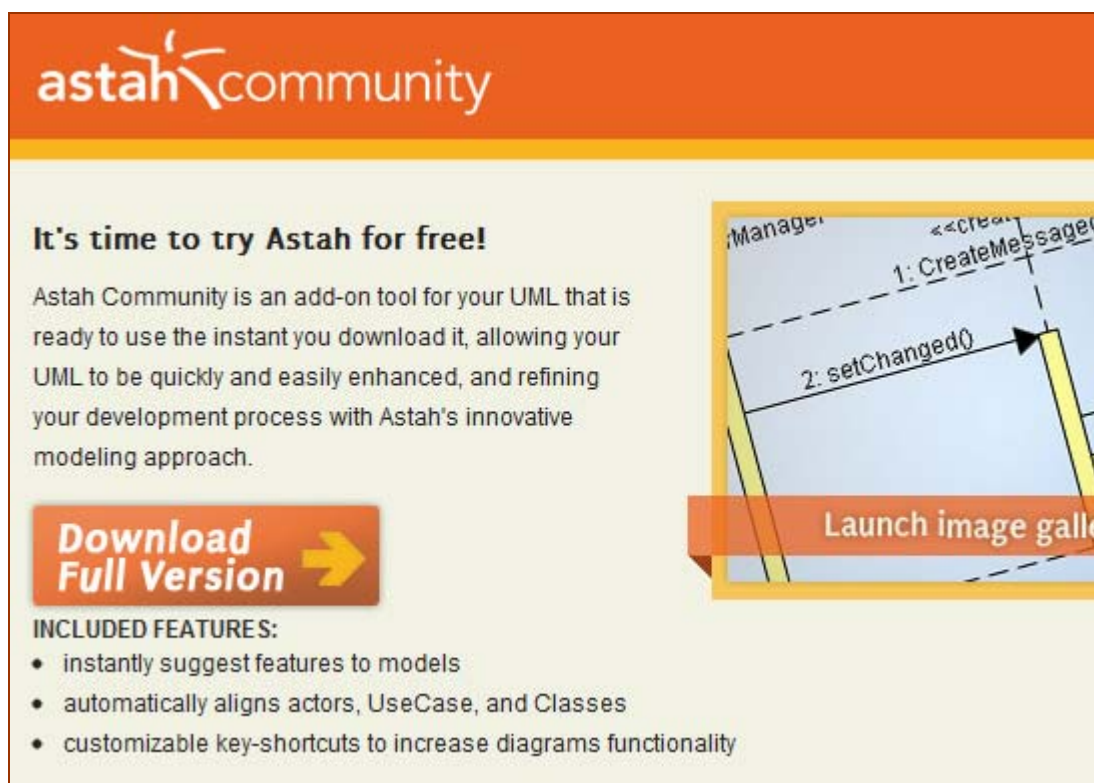 astah community
It's time to try Astah for free!
Astah Community is an add-on tool for your UML that is
ready to use the instant you download it, allowing your
UML to be quickly and easily enhanced, and refining
your development process with Astah's innovative
modeling approach.
Download
Full Version
INCLUDED FEATURES:
• instantly suggest features to models
• automatically aligns actors, UseCase, and Classes
• customizable key-shortcuts to increase diagrams functionality
1:
2: setChanged()
Launch image